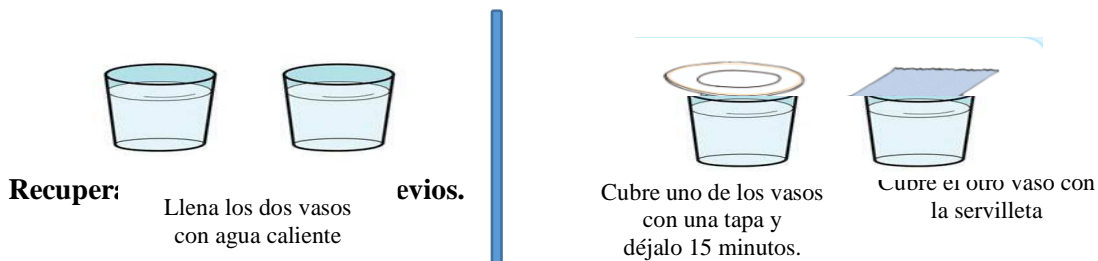 Recupera evios.
Llena los dos vasos
con agua caliente
Cubre uno de los vasos
con una tapa y
déjalo 15 minutos.
Cubre el otro vaso con
la servilleta